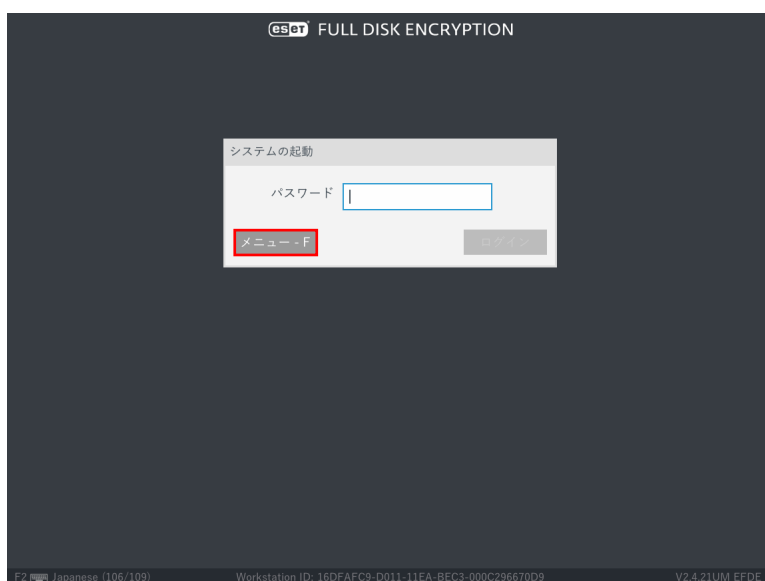 eset FULL DISK ENCRYPTION
システムの起動
パスワード
メニュー - F
ログイン
F2 Japanese (106/109) Workstation ID: 16DFAFC9-D011-11EA-BEC3-000C296670D9 V2.4.21UM EFDE